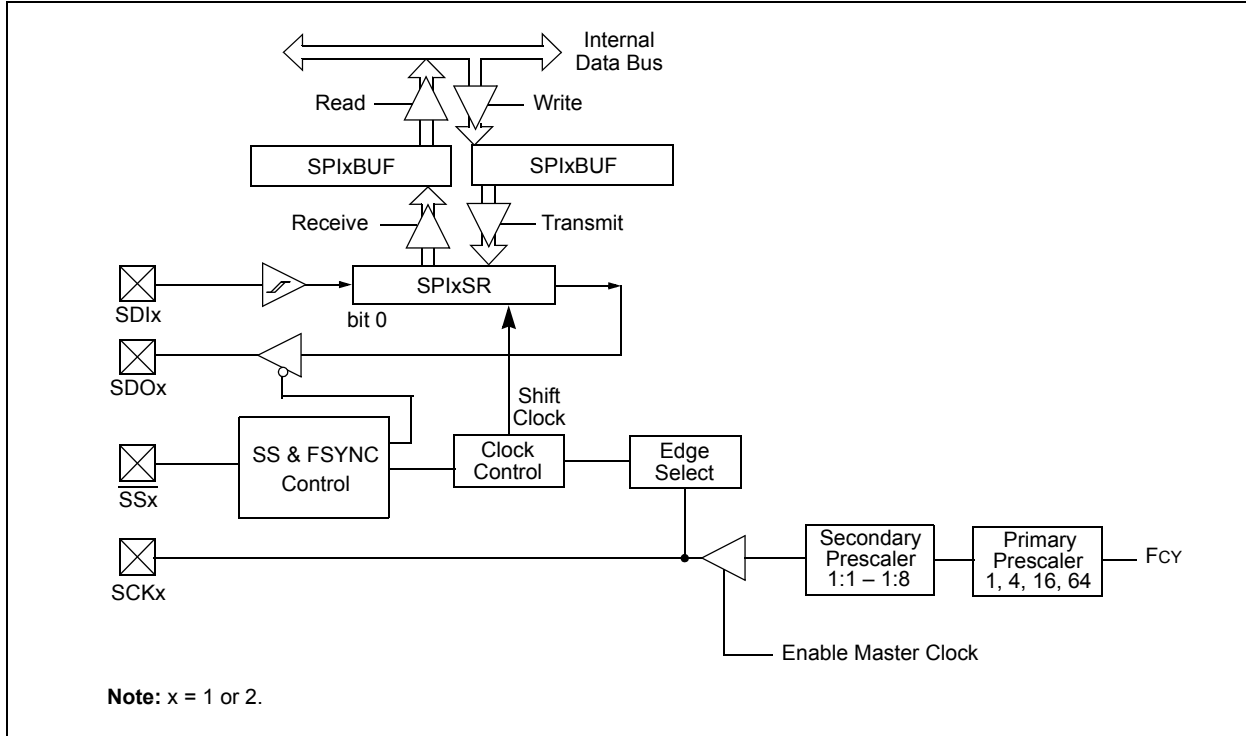 Internal
Data Bus
Read
Write
SPIxBUF
SPIxBUF
Receive
Transmit
SPIxSR
SDIx
bit 0
SDOx
Shift
Clock
SS & FSYNC
Control
Clock
Control
Edge
Select
SSx
Secondary
Prescaler
1:1 – 1:8
Primary
Prescaler
1, 4, 16, 64
FCY
SCKx
Enable Master Clock
Note: x = 1 or 2.